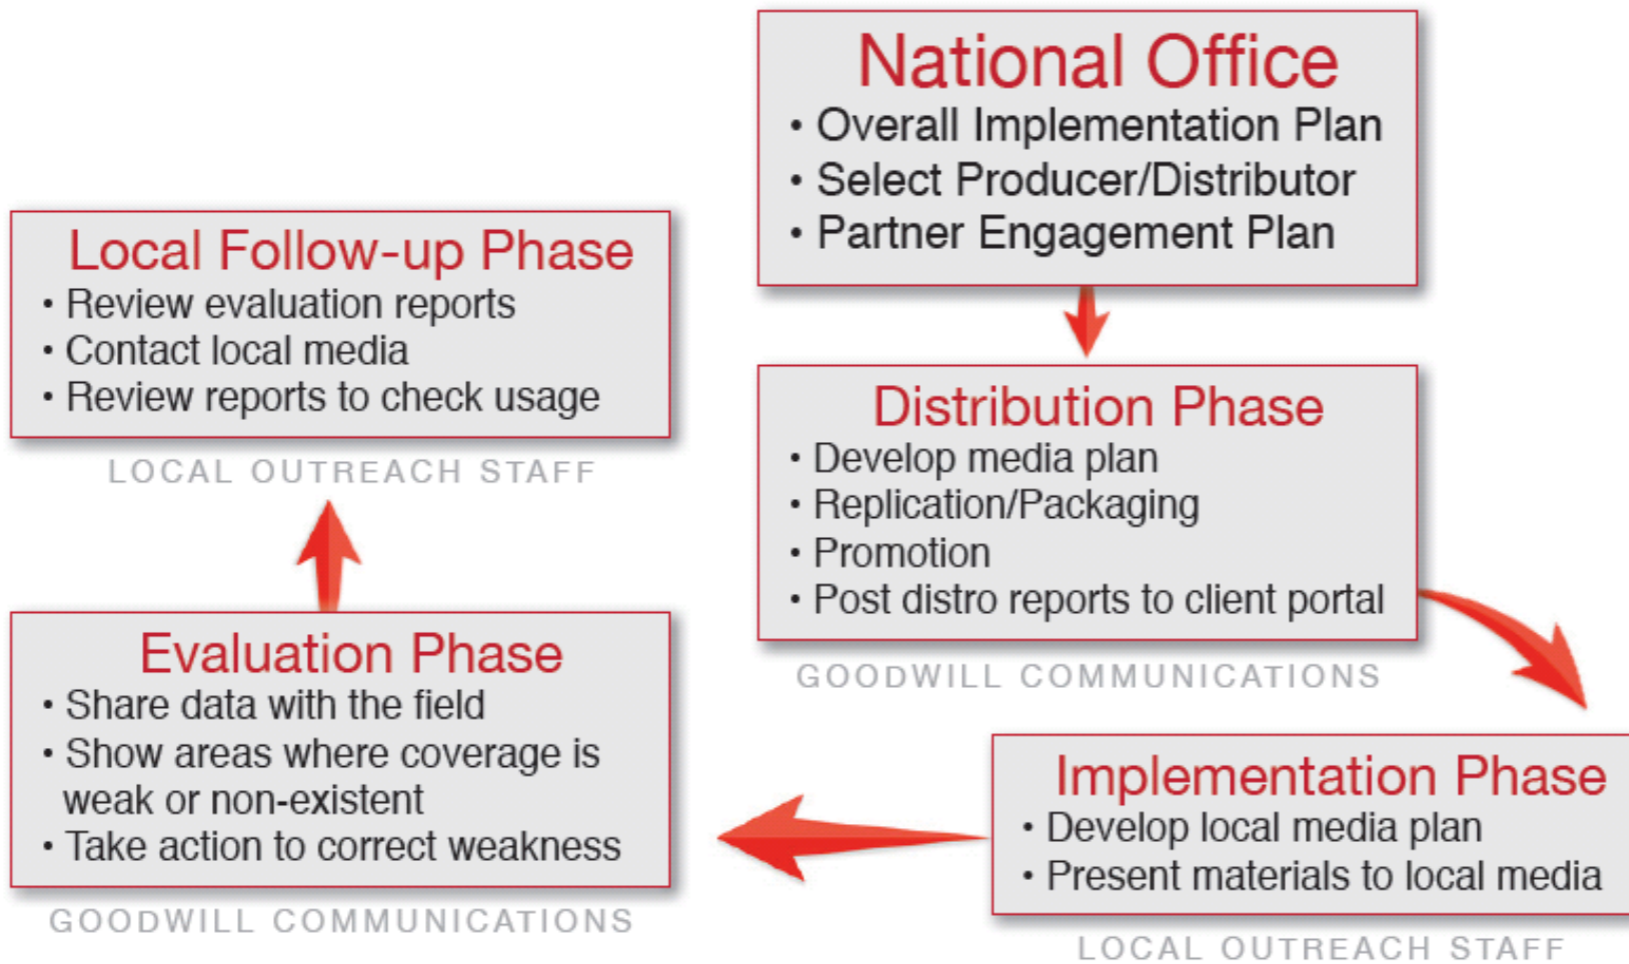 National Office
• Overall Implementation Plan
• Select Producer/Distributor
• Partner Engagement Plan
Distribution Phase
• Develop media plan
• Replication/Packaging
• Promotion
• Post distro reports to client portal
GOODWILL COMMUNICATIONS
Implementation Phase
• Develop local media plan
• Present materials to local media
LOCAL OUTREACH STAFF
Evaluation Phase
• Share data with the field
• Show areas where coverage is
weak or non-existent
• Take action to correct weakness
GOODWILL COMMUNICATIONS
Local Follow-up Phase
• Review evaluation reports
• Contact local media
• Review reports to check usage
LOCAL OUTREACH STAFF